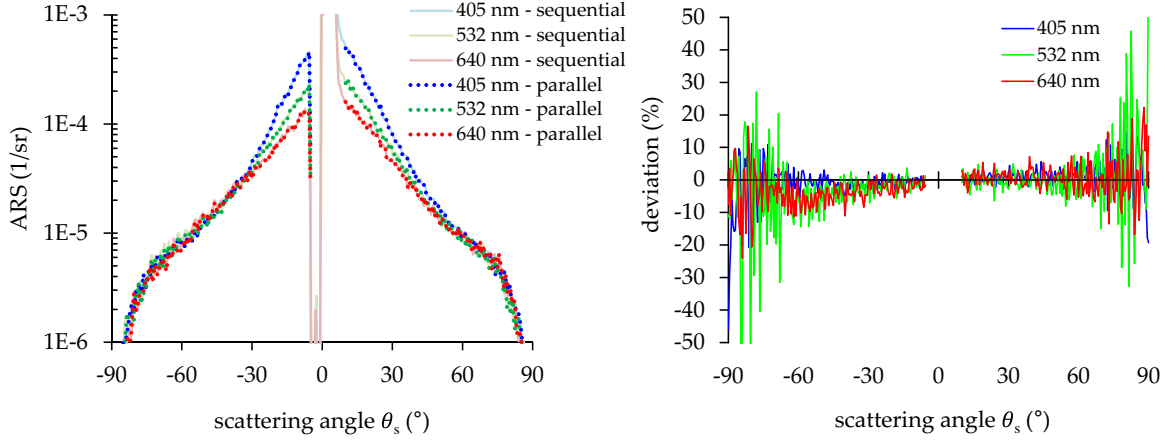 1E-3
1E-4
1E-5
1E-6
ARS (1/sr)
-90 -60 -30 0 30 60 90
scattering angle θs (°)
405 nm - sequential
532 nm - sequential
640 nm - sequential
405 nm - parallel
532 nm - parallel
640 nm - parallel
50
40
30
20
10
0
-10
-20
-30
-40
-50
deviation (%)
-90 -60 -30 0 30 60 90
scattering angle θs (°)
405 nm
532 nm
640 nm